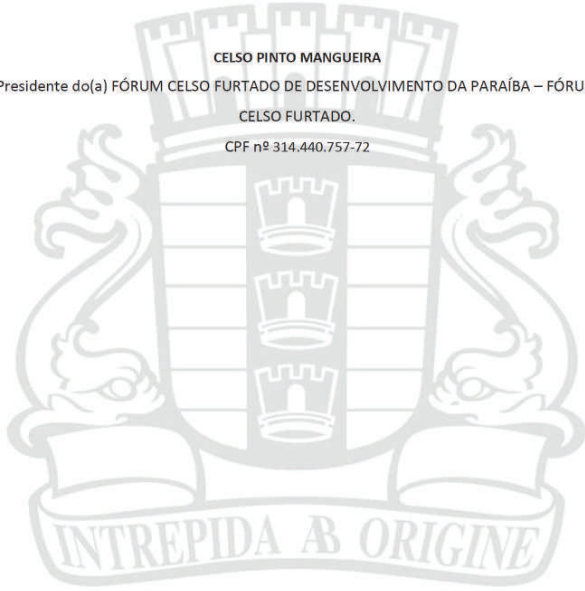 CELSO PINTO MANGUEIRA
Presidente do(a) FÓRUM CELSO FURTADO DE DESENVOLVIMENTO DA PARAÍBA – FÓRU
CELSO FURTADO.
CPF nº 314.440.757-72
INTREPIDA AB ORIGINE